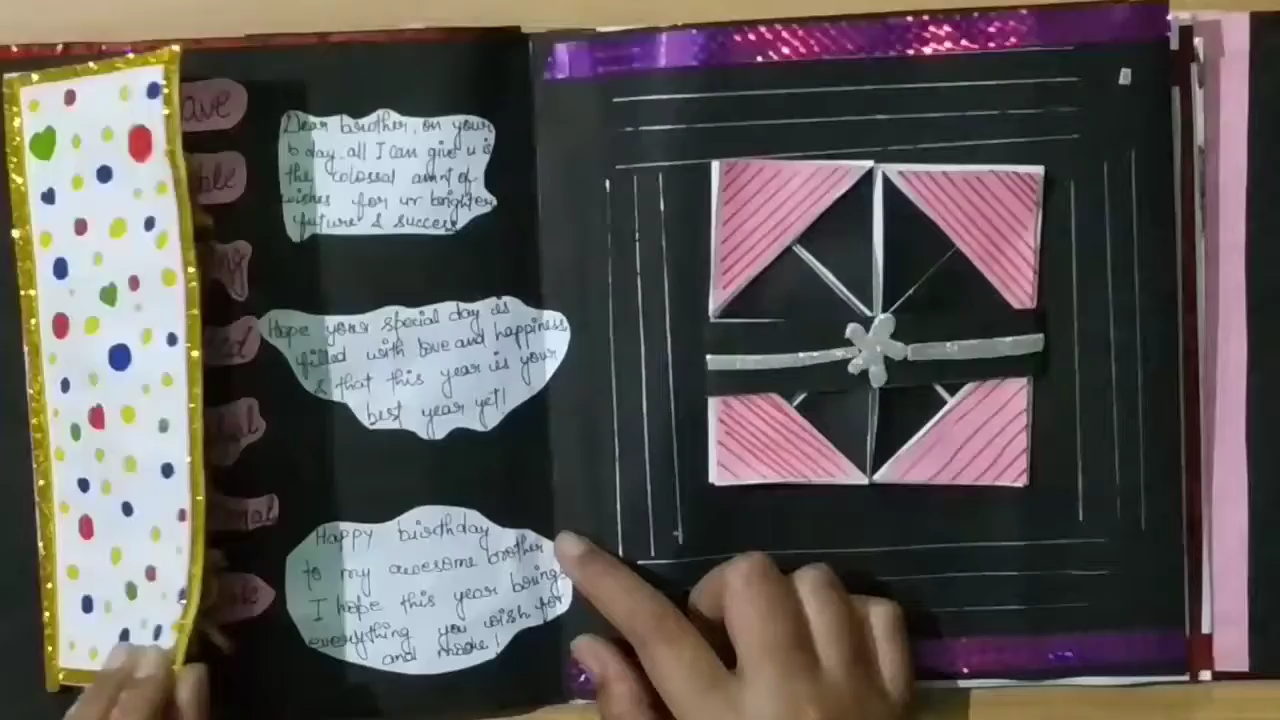 Dear brother, on your
b day all I can give u is
the colossal amnt of
wishes for ur brighter
future & success
Hope your special day is
filled with love and happiness
& that this year is your
best year yet!
Happy birthday
to my awesome brother
I hope this year brings
everything you wish for
and more!